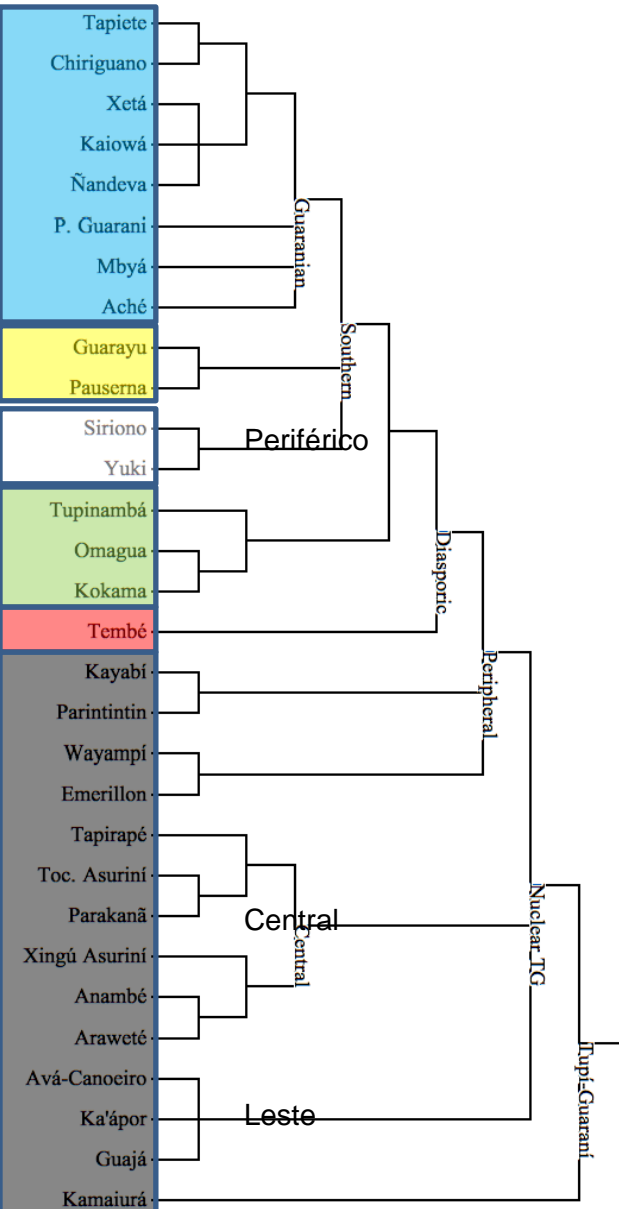 Tapiete
Chiriguano
Xetá
Kaiowá
Ñandeva
P. Guarani
Mbyá
Aché
Guarayu
Pauserna
Siriono
Yuki
Tupinambá
Omagua
Kokama
Tembé
Kayabí
Parintintin
Wayampí
Emerillon
Tapirapé
Toc. Asuriní
Parakanã
Xingú Asuriní
Anambé
Araweté
Avá-Canoeiro
Ka'ápor
Guajá
Kamaiurá
Guaranian
Southern
Periférico
Diasporic
Peripheral
Central
Central
Nuclear_TG
Leste
Tupí-Guaraní